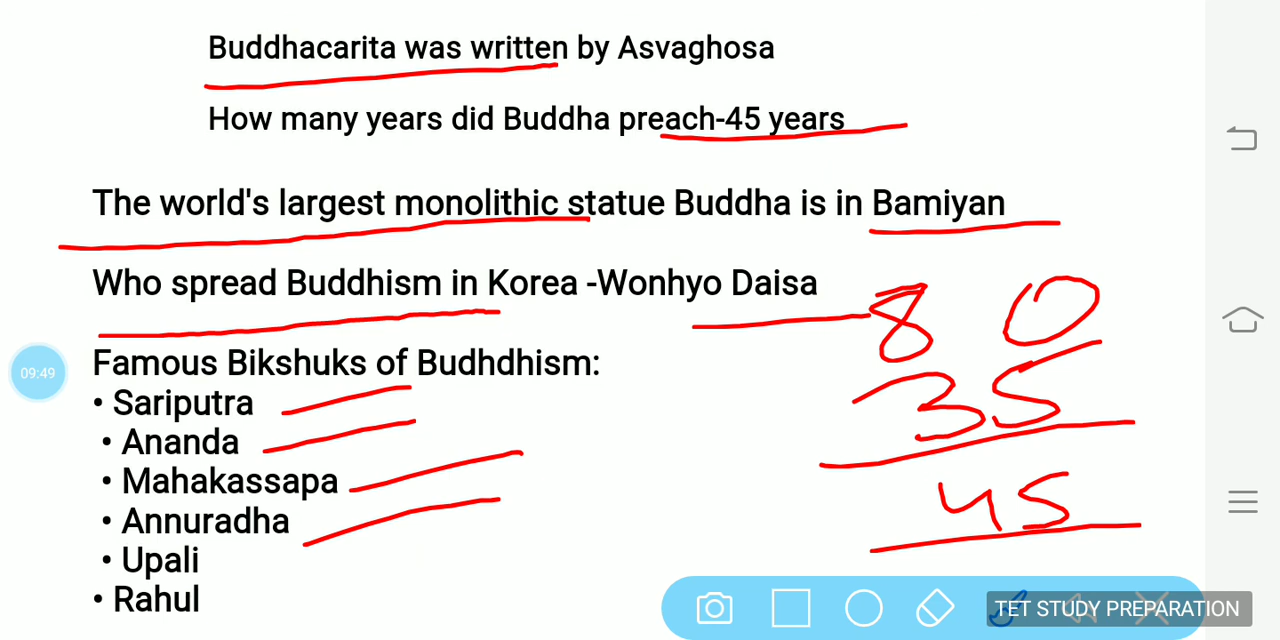 Buddhacarita was written by Asvaghosa
How many years did Buddha preach-45 years
The world's largest monolithic statue Buddha is in Bamiyan
Who spread Buddhism in Korea -Wonhyo Daisa
80
35
45
Famous Bikshuks of Budhdhism:
09:49
• Sariputra
• Ananda
• Mahakassapa
• Annuradha
• Upali
• Rahul
TET STUDY PREPARATION